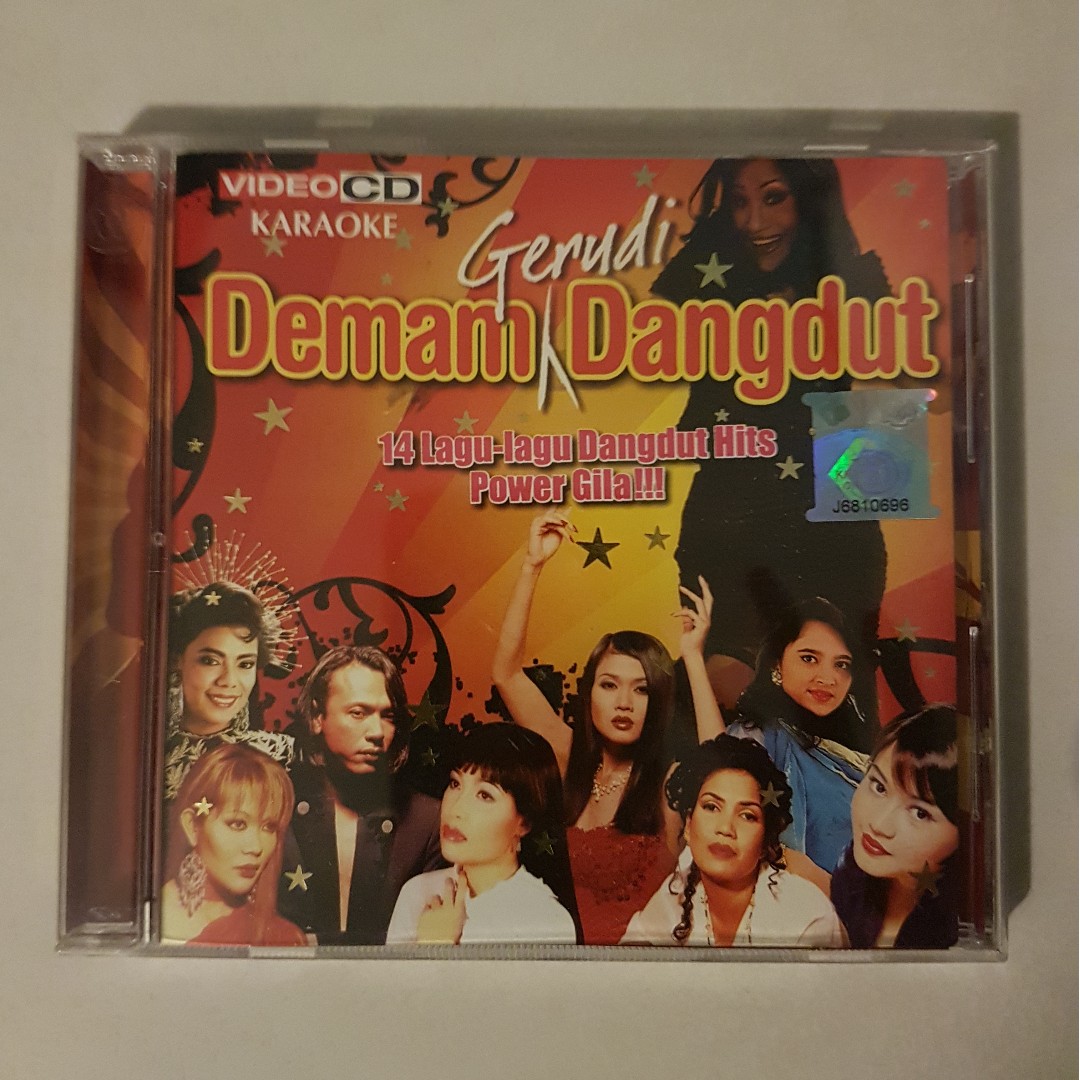 VIDEO CD
KARAOKE
Gerudi
Demam Dangdut
14 Lagu-lagu Dangdut Hits
Power Gila!!!
J6810696